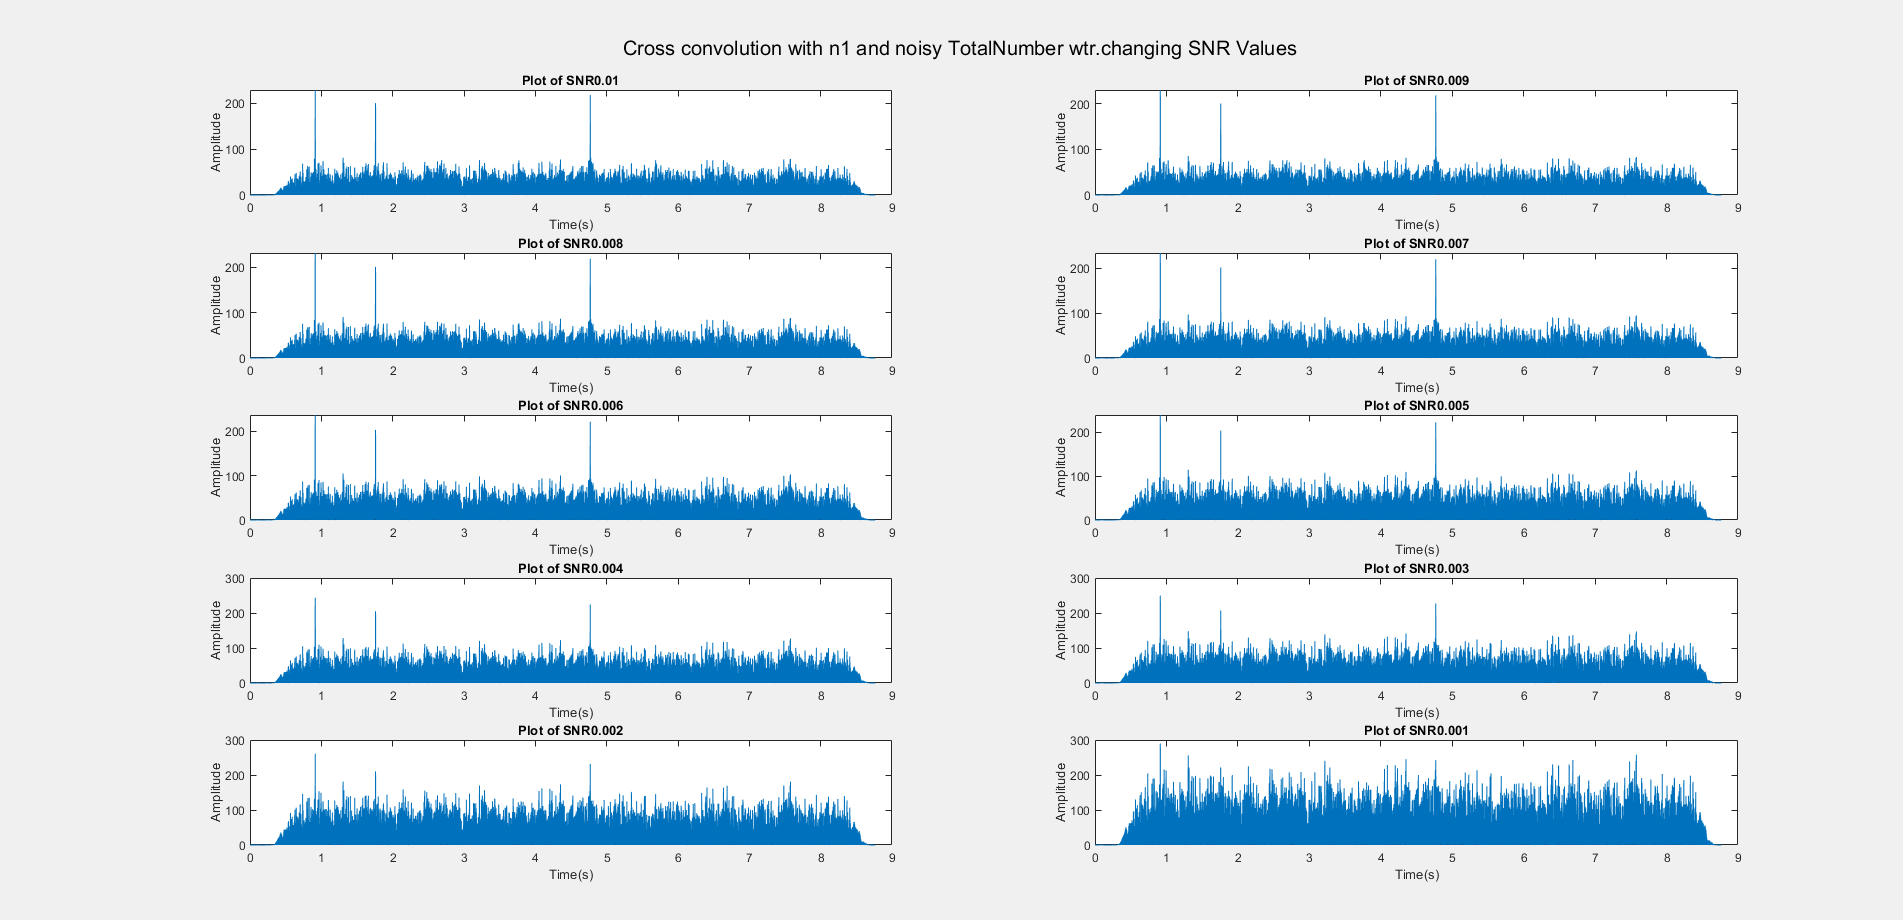 Cross convolution with n1 and noisy TotalNumber wtr.changing SNR Values
Plot of SNR0.01
Amplitude
200
100
0
0 1 2 3 4 5 6 7 8 9
Time(s)
Plot of SNR0.009
Amplitude
200
100
0
0 1 2 3 4 5 6 7 8 9
Time(s)
Plot of SNR0.008
Amplitude
200
100
0
0 1 2 3 4 5 6 7 8 9
Time(s)
Plot of SNR0.007
Amplitude
200
100
0
0 1 2 3 4 5 6 7 8 9
Time(s)
Plot of SNR0.006
Amplitude
200
100
0
0 1 2 3 4 5 6 7 8 9
Time(s)
Plot of SNR0.005
Amplitude
200
100
0
0 1 2 3 4 5 6 7 8 9
Time(s)
Plot of SNR0.004
Amplitude
300
200
100
0
0 1 2 3 4 5 6 7 8 9
Time(s)
Plot of SNR0.003
Amplitude
300
200
100
0
0 1 2 3 4 5 6 7 8 9
Time(s)
Plot of SNR0.002
Amplitude
300
200
100
0
0 1 2 3 4 5 6 7 8 9
Time(s)
Plot of SNR0.001
Amplitude
300
200
100
0
0 1 2 3 4 5 6 7 8 9
Time(s)